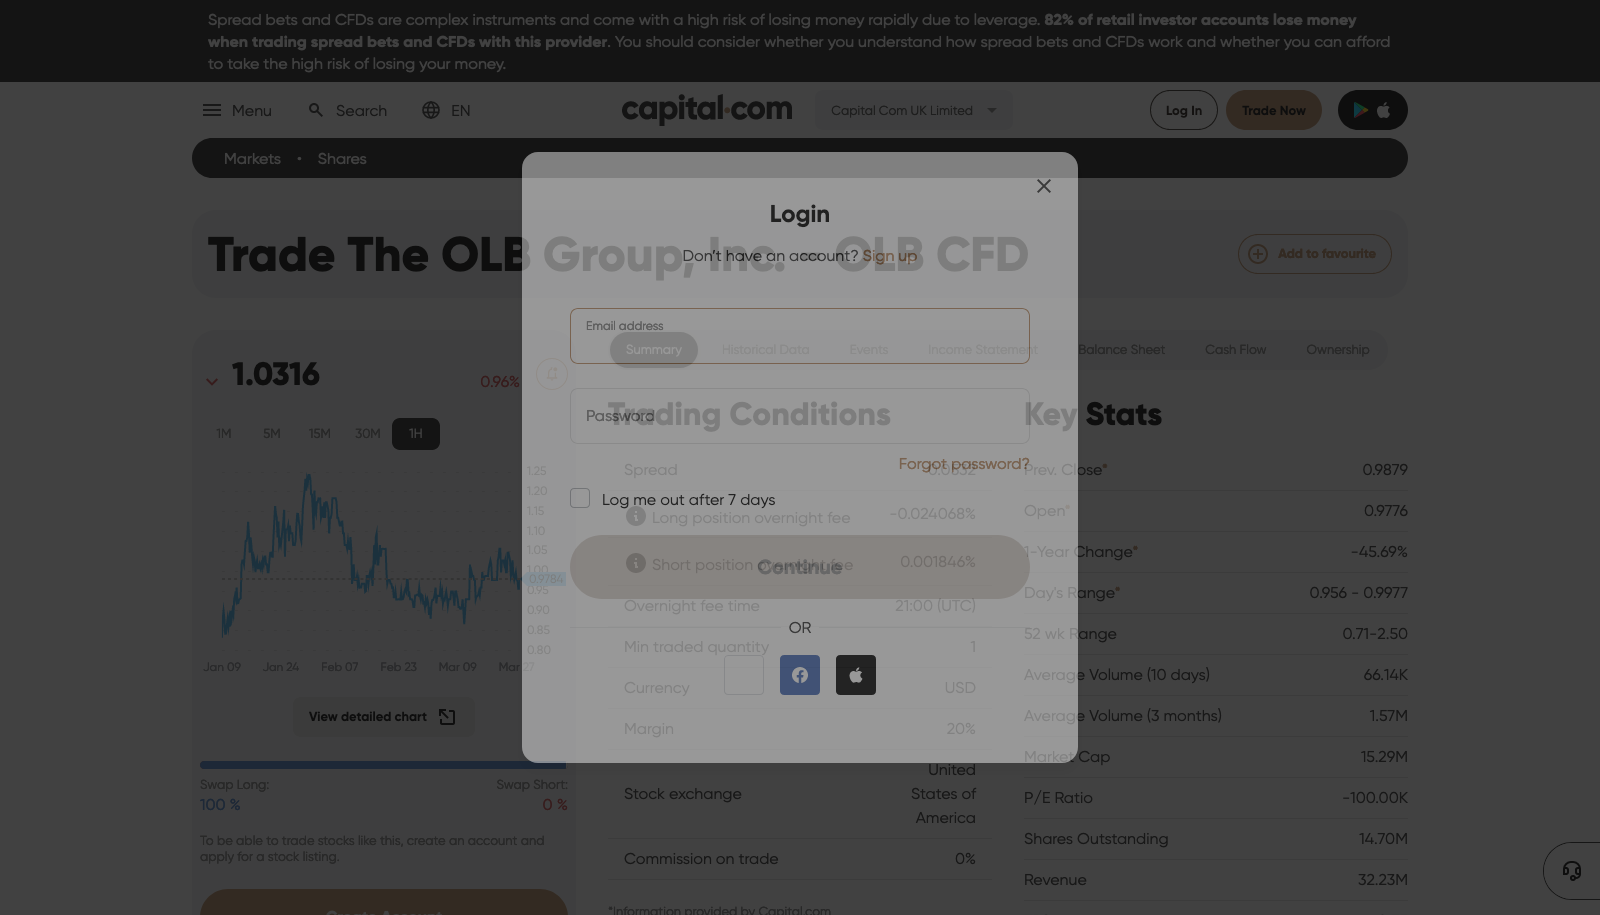 Spread bets and CFDs are complex instruments and come with a high risk of losing money rapidly due to leverage. 82% of retail investor accounts lose money
when trading spread bets and CFDs with this provider. You should consider whether you understand how spread bets and CFDs work and whether you can afford
to take the high risk of losing your money.
Menu Search EN capital.com Capital Com UK Limited Log In Trade Now
Markets • Shares
Login
Trade The OLB Group, Inc. - OLB CFD
Don't have an account? Sign up
Add to favourite
Email address
Summary Historical Data Events Income Statement Balance Sheet Cash Flow Ownership
1.0316 0.96%
Password
Trading Conditions
Key Stats
1M 5M 15M 30M 1H
Forgot password?
Log me out after 7 days
Continue
OR
1.25
1.20
1.15
1.10
1.05
1.00
0.9784
0.95
0.90
0.85
0.80
Jan 09 Jan 24 Feb 07 Feb 23 Mar 09 Mar 27
View detailed chart
Swap Long: Swap Short:
100 % 0 %
To be able to trade stocks like this, create an account and
apply for a stock listing.
Create Account
Spread 0.0632
Long position overnight fee -0.024068%
Short position overnight fee 0.001846%
Overnight fee time 21:00 (UTC)
Min traded quantity 1
Currency USD
Margin 20%
Stock exchange United
States of
America
Commission on trade 0%
*Information provided by Capital.com
Prev. Close* 0.9879
Open* 0.9776
1-Year Change* -45.69%
Day's Range* 0.956 - 0.9977
52 wk Range 0.71-2.50
Average Volume (10 days) 66.14K
Average Volume (3 months) 1.57M
Market Cap 15.29M
P/E Ratio -100.00K
Shares Outstanding 14.70M
Revenue 32.23M